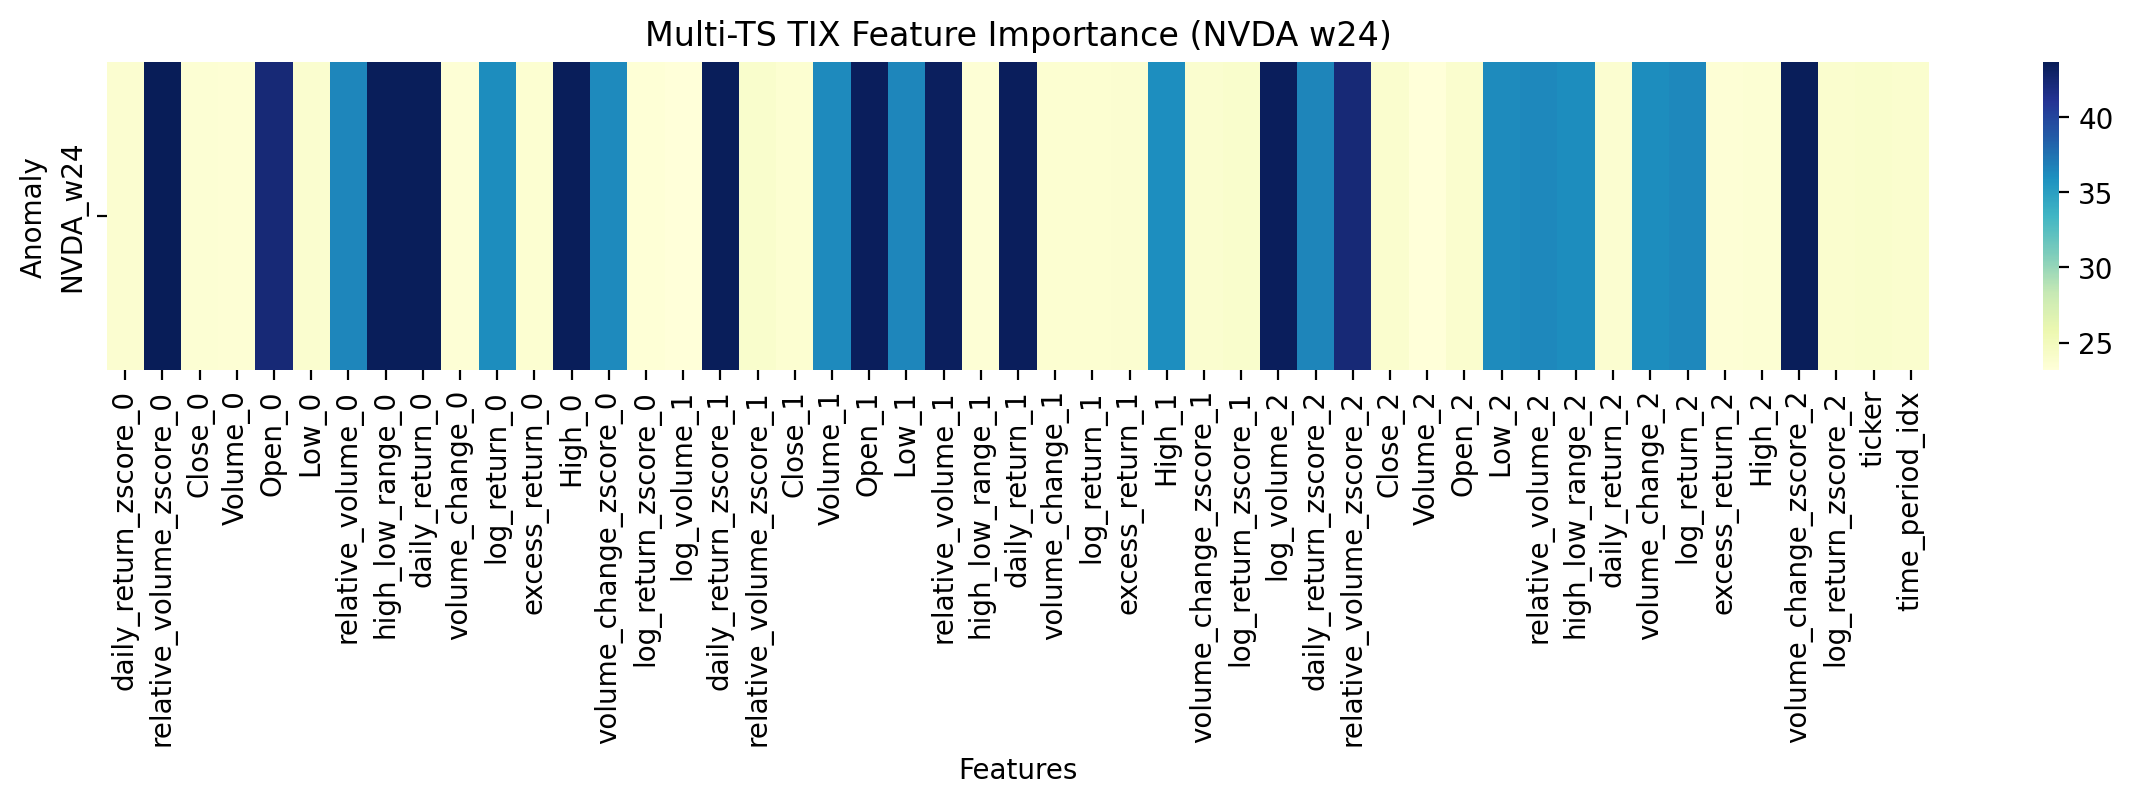 Multi-TS TIX Feature Importance (NVDA w24)
Anomaly
NVDA_w24
40
35
30
25
daily_return_zscore_0
relative_volume_zscore_0
Close_0
Volume_0
Open_0
Low_0
relative_volume_0
high_low_range_0
daily_return_0
volume_change_0
log_return_0
excess_return_0
High_0
volume_change_zscore_0
log_return_zscore_0
log_volume_1
daily_return_zscore_1
relative_volume_zscore_1
Close_1
Volume_1
Open_1
Low_1
relative_volume_1
high_low_range_1
daily_return_1
volume_change_1
log_return_1
excess_return_1
High_1
volume_change_zscore_1
log_return_zscore_1
log_volume_2
daily_return_zscore_2
relative_volume_zscore_2
Close_2
Volume_2
Open_2
Low_2
relative_volume_2
high_low_range_2
daily_return_2
volume_change_2
log_return_2
excess_return_2
High_2
volume_change_zscore_2
log_return_zscore_2
ticker
time_period_idx
Features